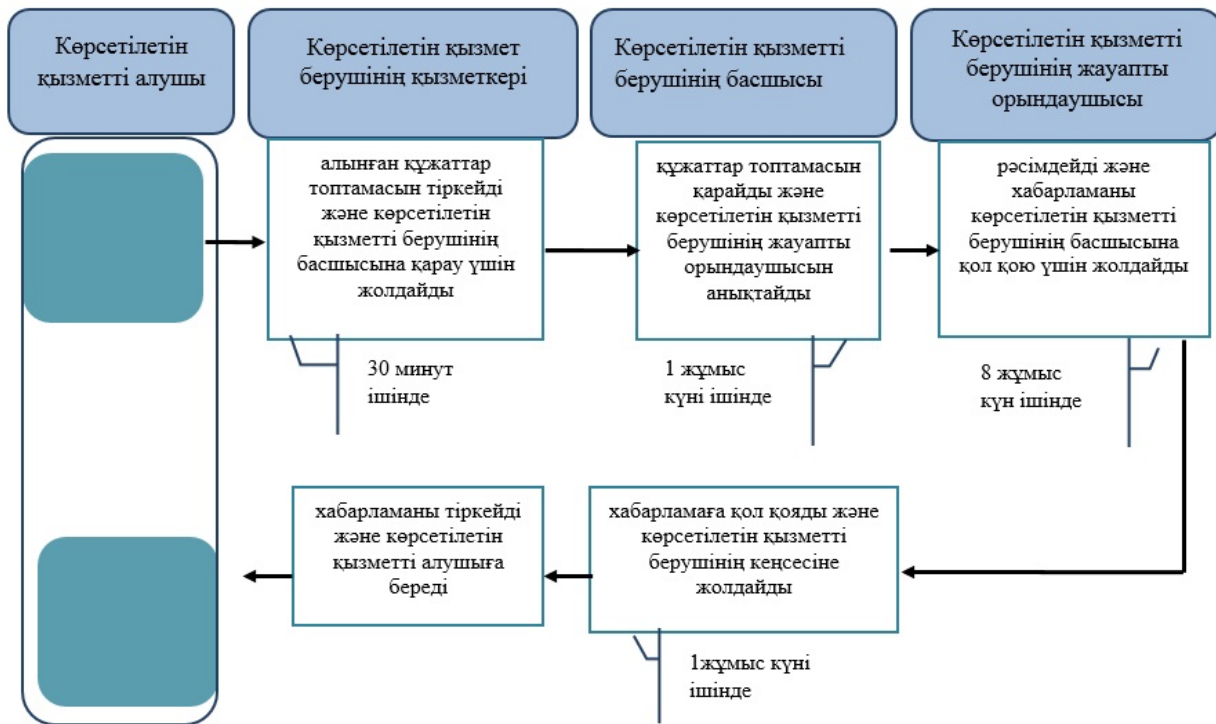 Көрсетілетін
қызметті алушы
Көрсетілетін қызмет
берушінің қызметкері
Көрсетілетін қызметті
берушінің басшысы
Көрсетілетін қызметті
берушінің жауапты
орындаушысы
алынған құжаттар
топтамасын тіркейді
және көрсетілетін
қызметті берушінің
басшысына қарау үшін
жолдайды
құжаттар топтамасын
қарайды және
көрсетілетін қызметті
берушінің жауапты
орындаушысын
анықтайды
рәсімдейді және
хабарламаны
көрсетілетін қызметті
берушінің басшысына
қол қою үшін жолдайды
30 минут
ішінде
1 жұмыс
күні ішінде
8 жұмыс
күн ішінде
хабарламаны тіркейді
және көрсетілетін
қызметті алушыға
береді
хабарламаға қол қояды және
көрсетілетін қызметті
берушінің кеңсесіне
жолдайды
1жұмыс күні
ішінде